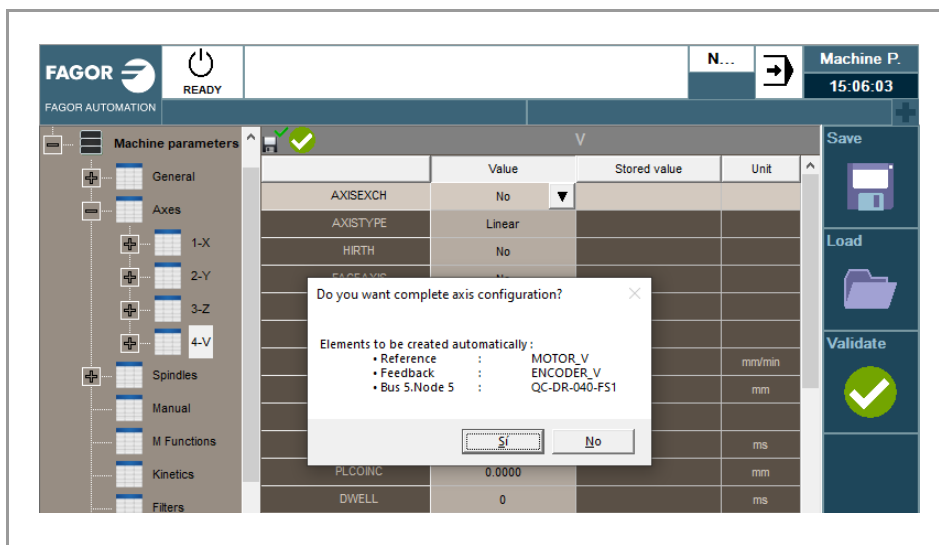 FAGOR
FAGOR AUTOMATION
READY
N...
Machine P.
15:06:03
Machine parameters
General
Axes
1-X
2-Y
3-Z
4-V
Spindles
Manual
M Functions
Kinetics
Filters
V
Value Stored value Unit
AXISEXCH No
AXISTYPE Linear
HIRTH No
FACEAXIS No
Do you want complete axis configuration?
Elements to be created automatically :
• Reference : MOTOR_V
• Feedback : ENCODER_V
• Bus 5.Node 5 : QC-DR-040-FS1
Sí No
mm/min
mm
ms
PLCOINC 0.0000 mm
DWELL 0 ms
Save
Load
Validate